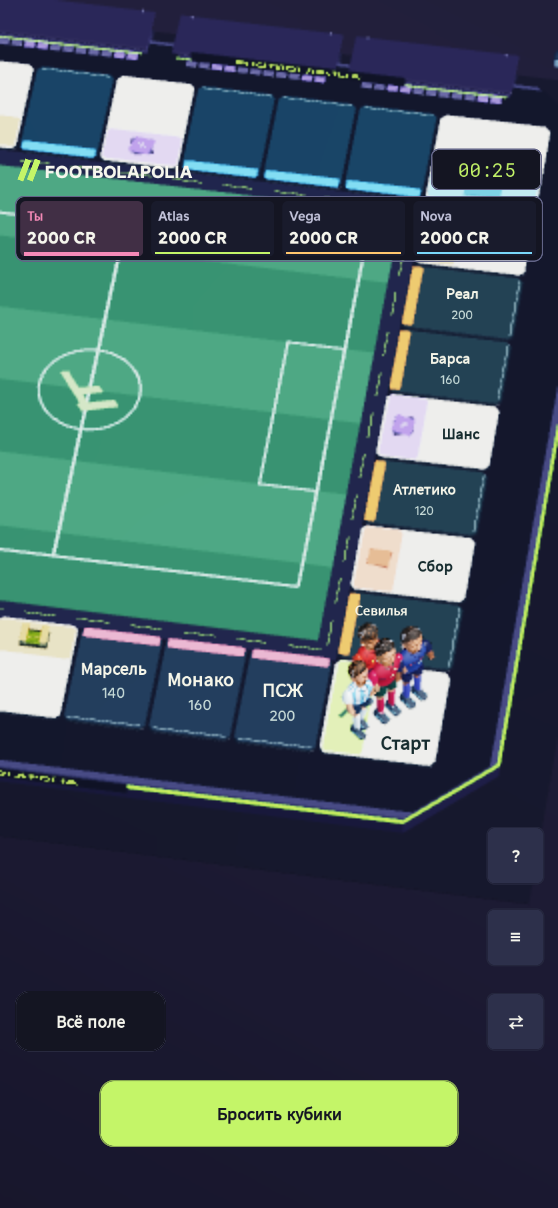 FOOTBOLAPOLIA
00:25
Ты
2000 CR
Atlas
2000 CR
Vega
2000 CR
Nova
2000 CR
Реал
200
Барса
160
Шанс
Атлетико
120
Сбор
Севилья
Марсель
140
Монако
160
ПСЖ
200
Старт
?
≡
Всё поле
⇄
Бросить кубики